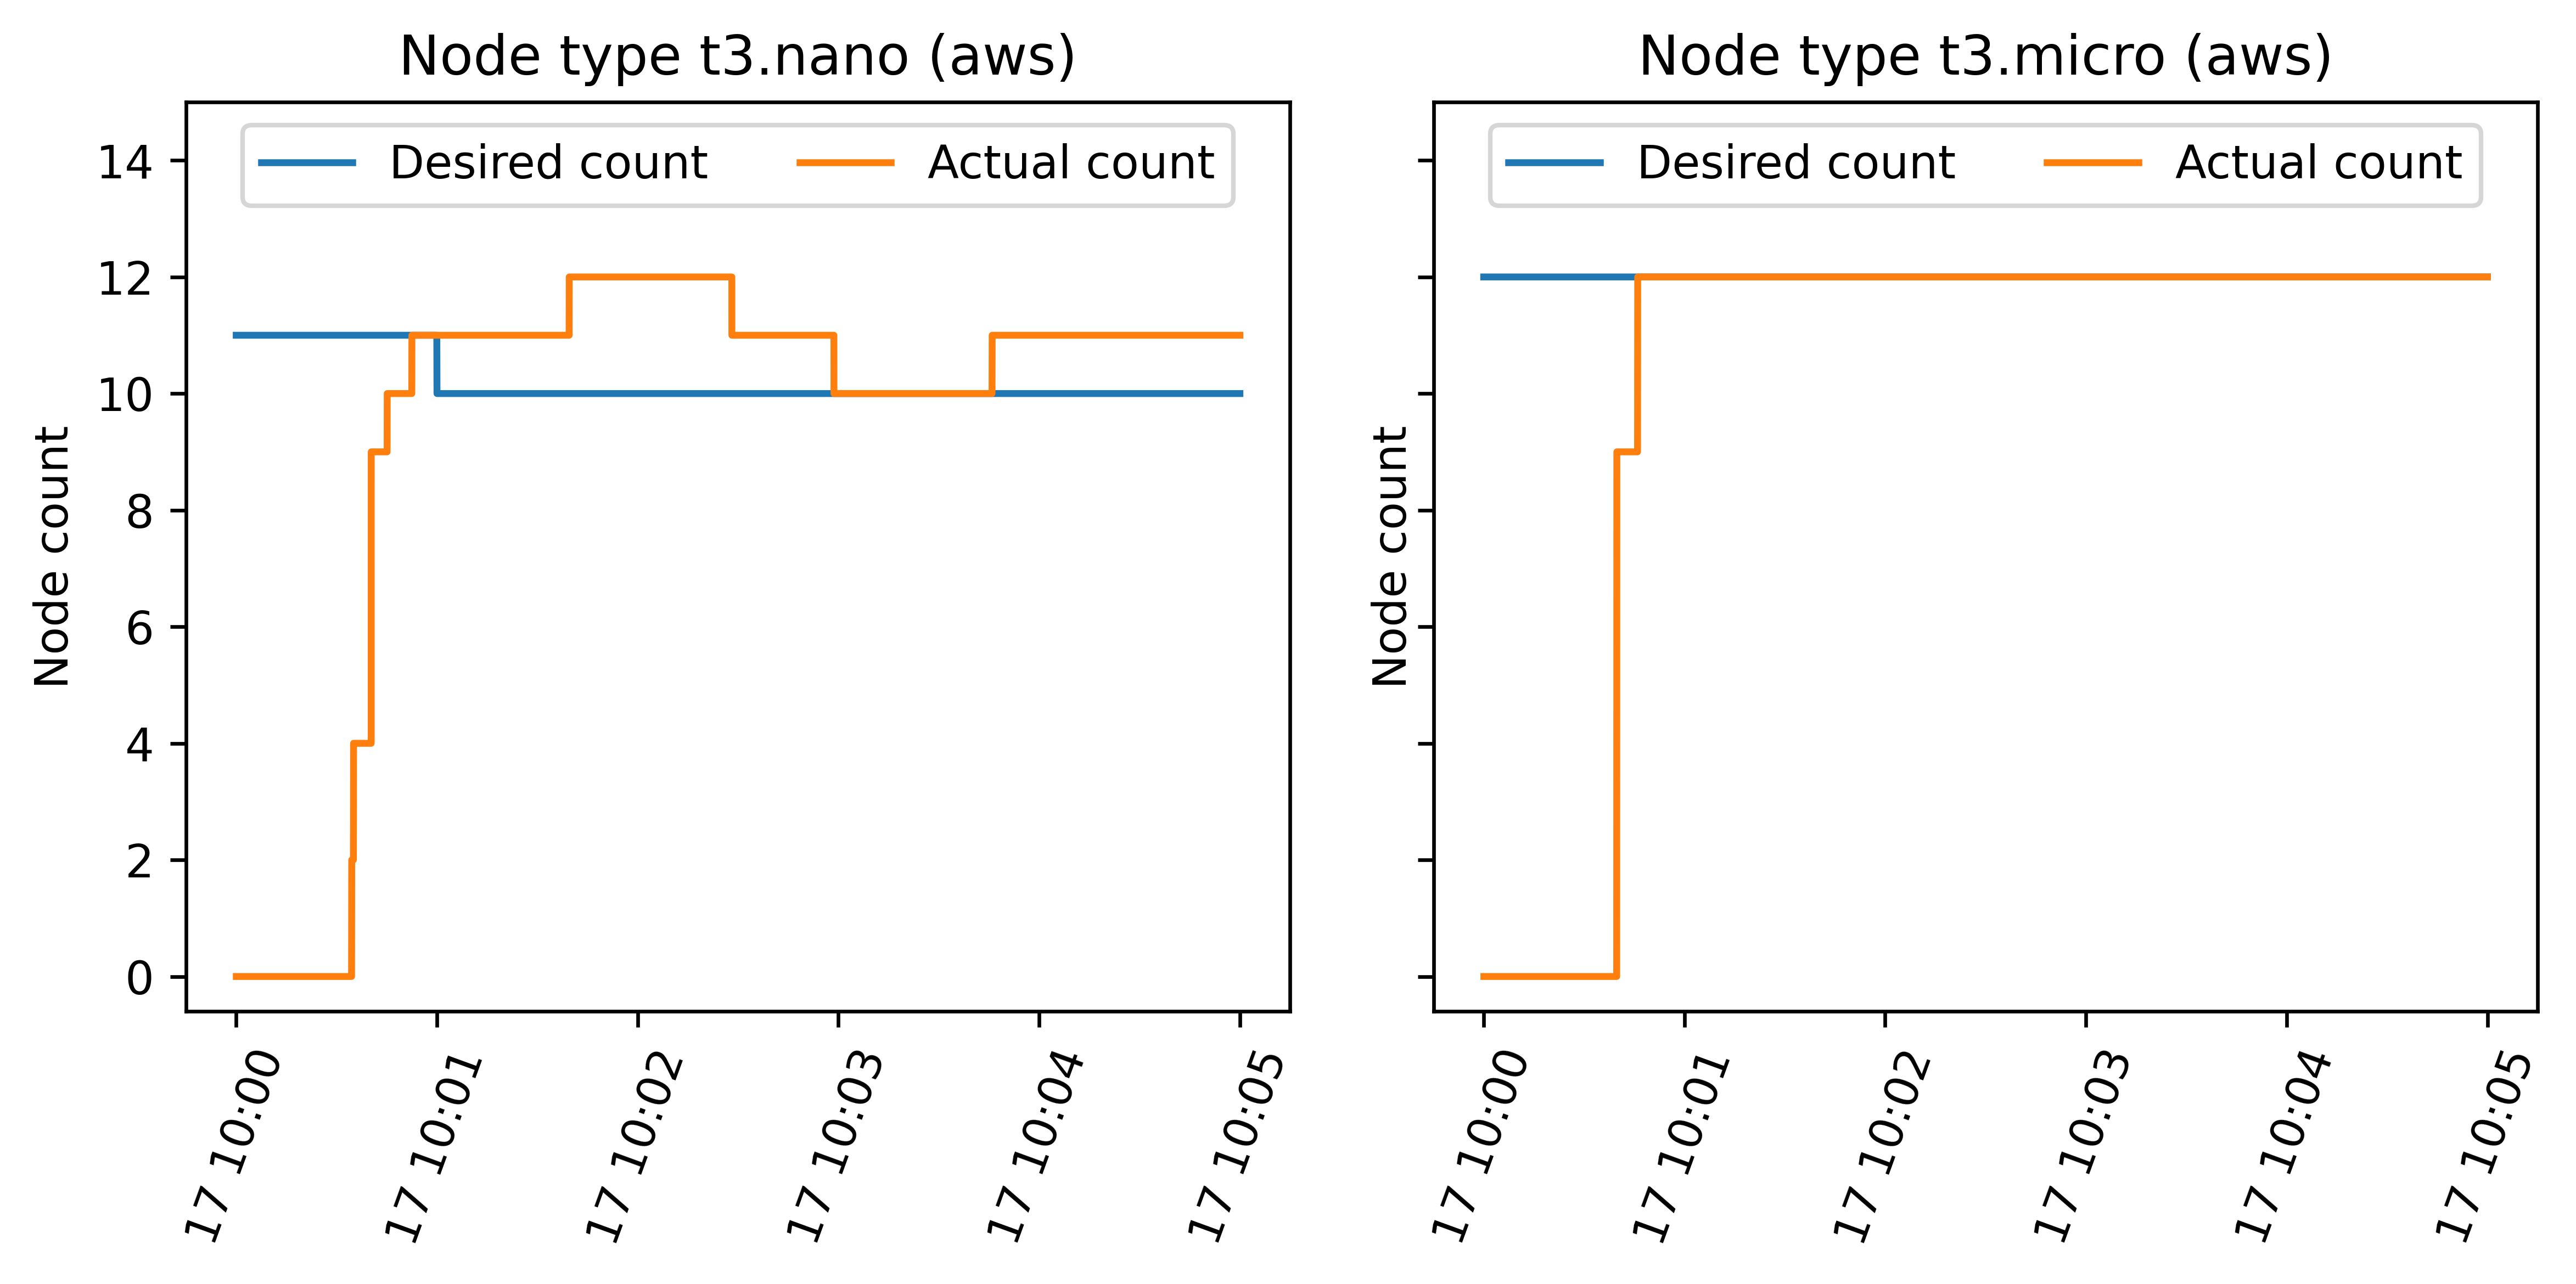 Node type t3.nano (aws)
Desired count
Actual count
Node count
14
12
10
8
6
4
2
0
17 10:00
17 10:01
17 10:02
17 10:03
17 10:04
17 10:05
Node type t3.micro (aws)
Desired count
Actual count
Node count
17 10:00
17 10:01
17 10:02
17 10:03
17 10:04
17 10:05